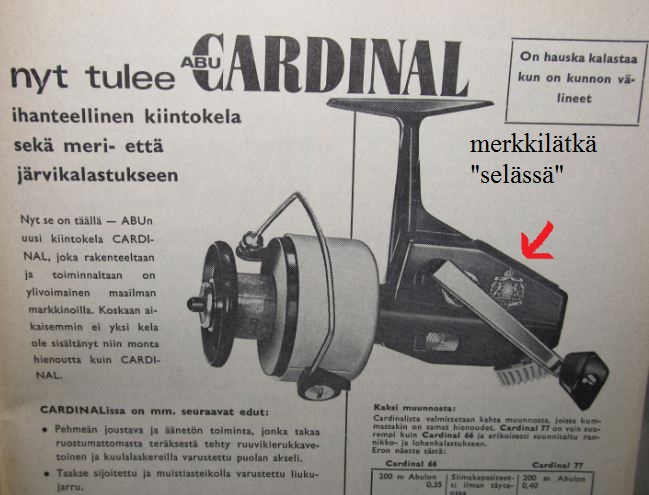 nyt tulee ABU CARDINAL
ihanteellinen kiintokela
sekä meri- että
järvikalastukseen
On hauska kalastaa
kun on kunnon vä-
lineet
merkkilätkä
"selässä"
Nyt se on täällä — ABUn
uusi kiintokela CARDI-
NAL, joka rakenteeltaan
ja toiminnaltaan on
ylivoimainen maailman
markkinoilla. Koskaan ai-
kaisemmin ei yksi kela
ole sisältänyt niin monta
hienoutta kuin CARDI-
NAL.
CARDINALissa on mm. seuraavat edut:
• Pehmeän joustava ja äänetön toiminta, jonka takaa
ruostumattomasta teräksestä tehty ruuvikierukkave-
toinen ja kuulalaakereilla varustettu puolan akseli.
• Taakse sijoitettu ja muistiasteikolla varustettu liuku-
jarru.
Kaksi muunnosta:
Cardinalista valmistetaan kahta muunnosta, joissa kum-
massakin on samat hienoudet. Cardinal 77 on vain suu-
rempi kuin Cardinal 66 ja erikoisesti suunniteltu ran-
nikko- ja lohenkalastukseen.
Eron näette tästä:
Cardinal 66 Cardinal 77
200 m Abulon 0,35 Siimakapasiteet- ti ilman täyte- 200 m Abulon 0,40